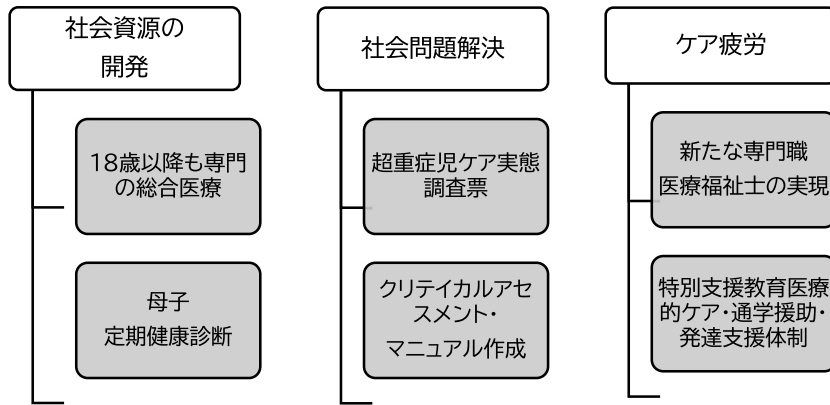 社会資源の
開発
18歳以降も専門
の総合医療
母子
定期健康診断
社会問題解決
超重症児ケア実態
調査票
クリテイカルアセ
スメント・
マニュアル作成
ケア疲労
新たな専門職
医療福祉士の実現
特別支援教育医療
的ケア・通学援助・
発達支援体制